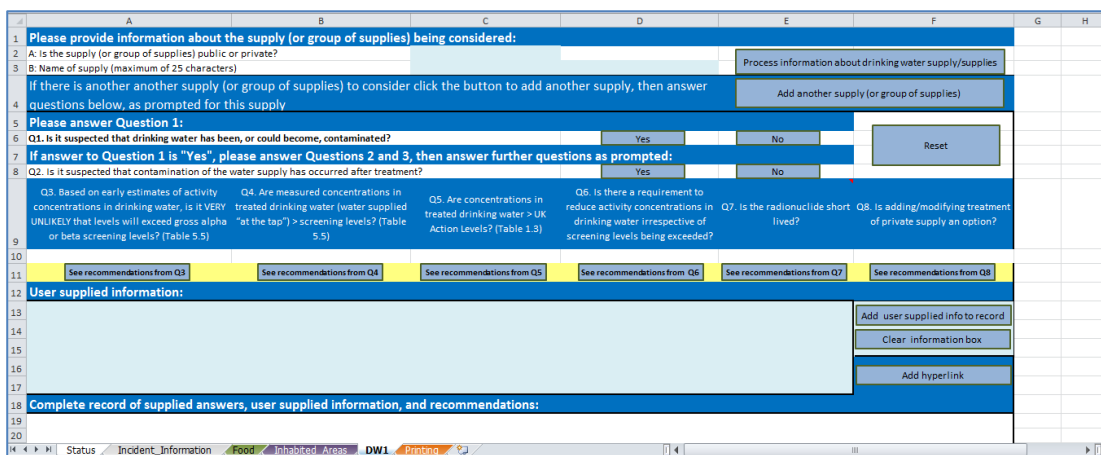 A B C D E F G H
1 Please provide information about the supply (or group of supplies) being considered:
2 A: Is the supply (or group of supplies) public or private?
3 B: Name of supply (maximum of 25 characters)
Process information about drinking water supply/supplies
If there is another another supply (or group of supplies) to consider click the button to add another supply, then answer
4 questions below, as prompted for this supply
Add another supply (or group of supplies)
5 Please answer Question 1:
6 Q1. Is it suspected that drinking water has been, or could become, contaminated? Yes No
Reset
7 If answer to Question 1 is "Yes", please answer Questions 2 and 3, then answer further questions as prompted:
8 Q2. Is it suspected that contamination of the water supply has occurred after treatment? Yes No
9
Q3. Based on early estimates of activity
concentrations in drinking water, is it VERY
UNLIKELY that levels will exceed gross alpha
or beta screening levels? (Table 5.5)
Q4. Are measured concentrations in
treated drinking water (water supplied
"at the tap") > screening levels? (Table
5.5)
Q5. Are concentrations in
treated drinking water > UK
Action Levels? (Table 1.3)
Q6. Is there a requirement to
reduce activity concentrations in
drinking water irrespective of
screening levels being exceeded?
Q7. Is the radionuclide short
lived?
Q8. Is adding/modifying treatment
of private supply an option?
10
11 See recommendations from Q3 See recommendations from Q4 See recommendations from Q5 See recommendations from Q6 See recommendations from Q7 See recommendations from Q8
12 User supplied information:
13 Add user supplied info to record
14 Clear information box
15
16 Add hyperlink
17
18 Complete record of supplied answers, user supplied information, and recommendations:
19
20
Status Incident_Information Food Inhabited_Areas DW1 Printing